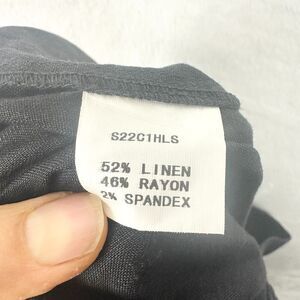 S22C1HLS
52% LINEN
46% RAYON
2% SPANDEX